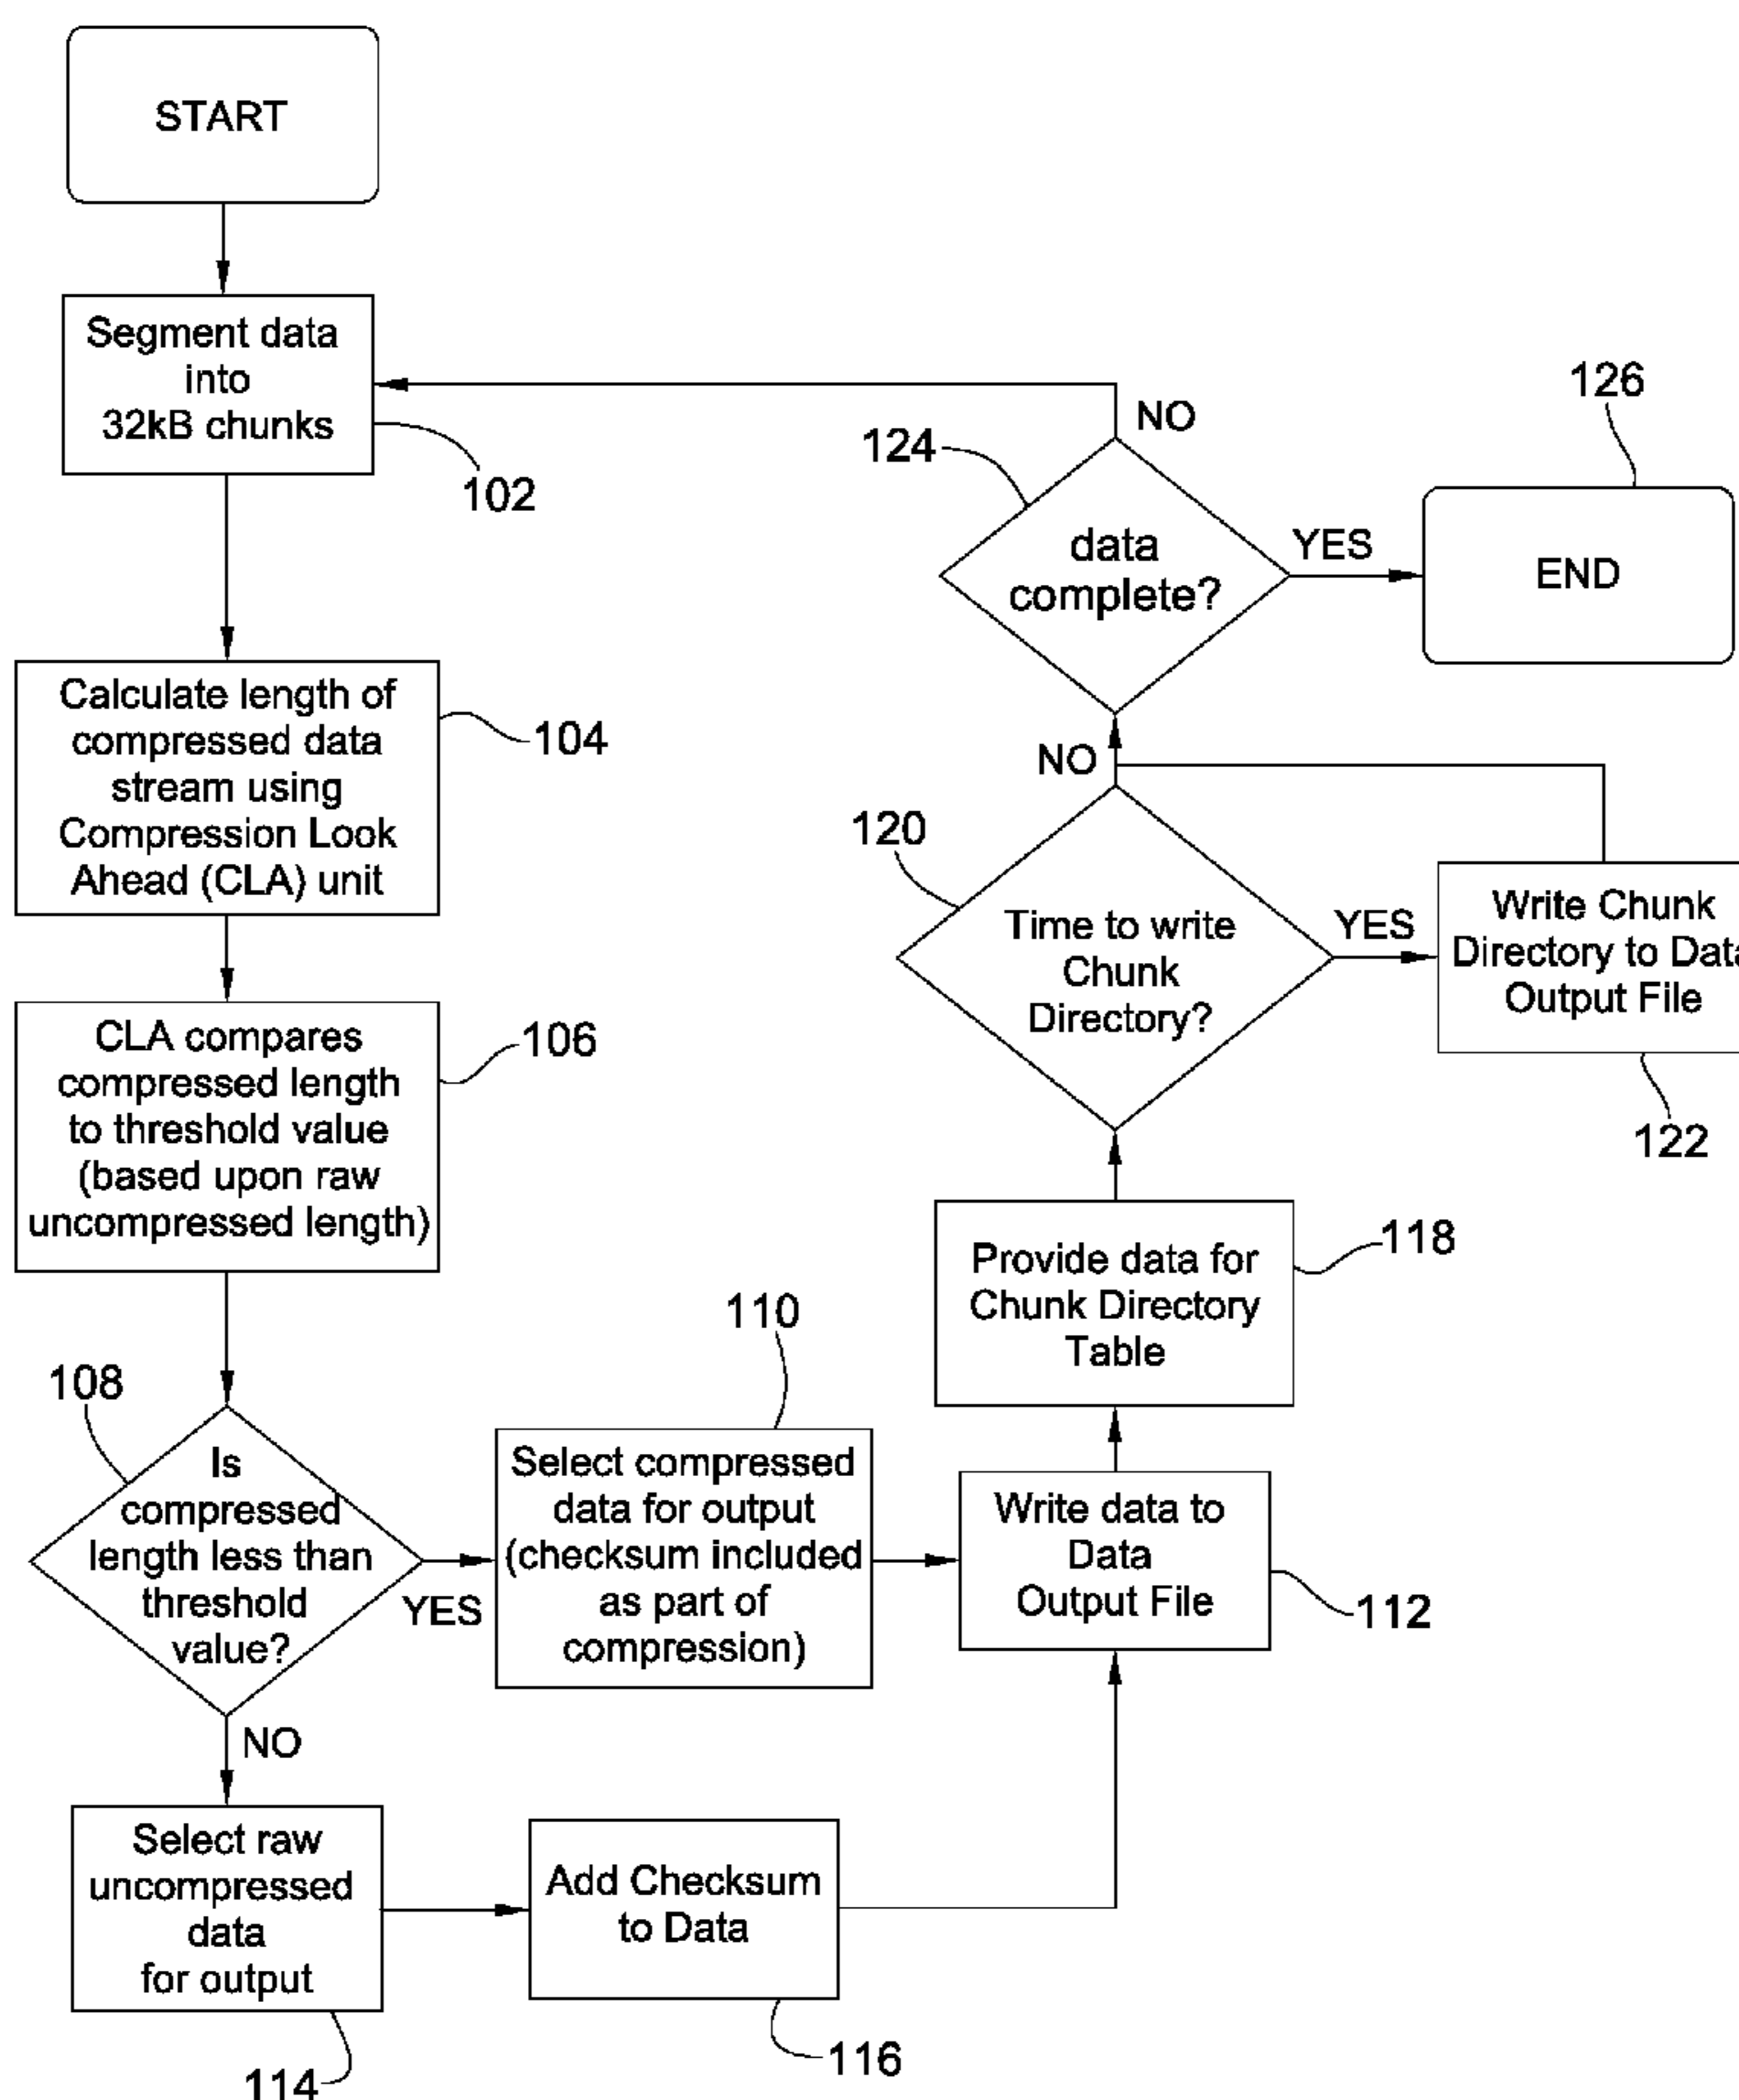 START
Segment data
into
32kB chunks
102
Calculate length of
compressed data
stream using
Compression Look
Ahead (CLA) unit
104
CLA compares
compressed length
to threshold value
(based upon raw
uncompressed length)
106
108
Is
compressed
length less than
threshold
value?
YES
NO
110
Select compressed
data for output
(checksum included
as part of
compression)
Select raw
uncompressed
data
for output
114
Add Checksum
to Data
116
Write data to
Data
Output File
112
Provide data for
Chunk Directory
Table
118
120
Time to write
Chunk
Directory?
YES
NO
Write Chunk
Directory to Data
Output File
122
124
data
complete?
NO
YES
126
END